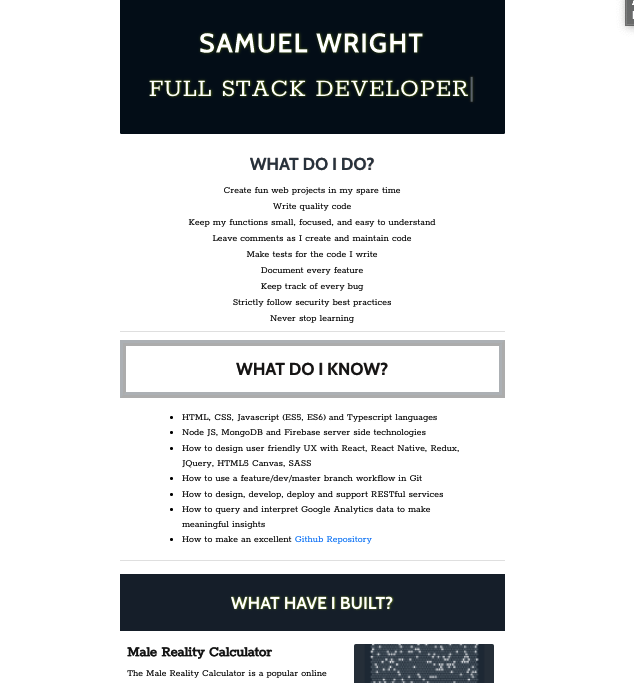 SAMUEL WRIGHT
FULL STACK DEVELOPER
WHAT DO I DO?
Create fun web projects in my spare time
Write quality code
Keep my functions small, focused, and easy to understand
Leave comments as I create and maintain code
Make tests for the code I write
Document every feature
Keep track of every bug
Strictly follow security best practices
Never stop learning
WHAT DO I KNOW?
HTML, CSS, Javascript (ES5, ES6) and Typescript languages
Node JS, MongoDB and Firebase server side technologies
How to design user friendly UX with React, React Native, Redux,
JQuery, HTML5 Canvas, SASS
How to use a feature/dev/master branch workflow in Git
How to design, develop, deploy and support RESTful services
How to query and interpret Google Analytics data to make
meaningful insights
How to make an excellent Github Repository
WHAT HAVE I BUILT?
Male Reality Calculator
The Male Reality Calculator is a popular online